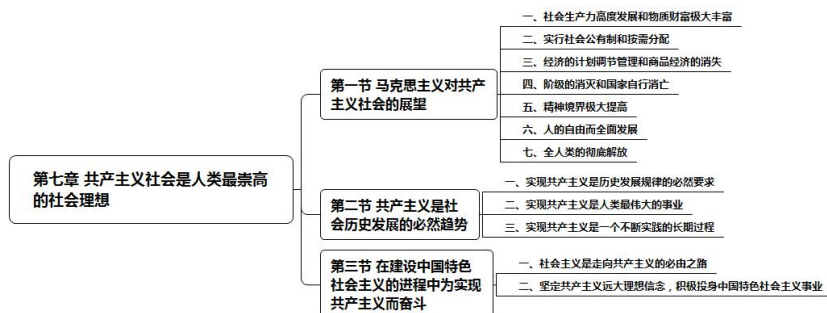 第七章 共产主义社会是人类最崇高
的社会理想
第一节 马克思主义对共产
主义社会的展望
一、社会生产力高度发展和物质财富极大丰富
二、实行社会公有制和按需分配
三、经济的计划调节管理和商品经济的消失
四、阶级的消灭和国家自行消亡
五、精神境界极大提高
六、人的自由而全面发展
七、全人类的彻底解放
第二节 共产主义是社
会历史发展的必然趋势
一、实现共产主义是历史发展规律的必然要求
二、实现共产主义是人类最伟大的事业
三、实现共产主义是一个不断实践的长期过程
第三节 在建设中国特色
社会主义的进程中为实现
共产主义而奋斗
一、社会主义是走向共产主义的必由之路
二、坚定共产主义远大理想信念，积极投身中国特色社会主义事业